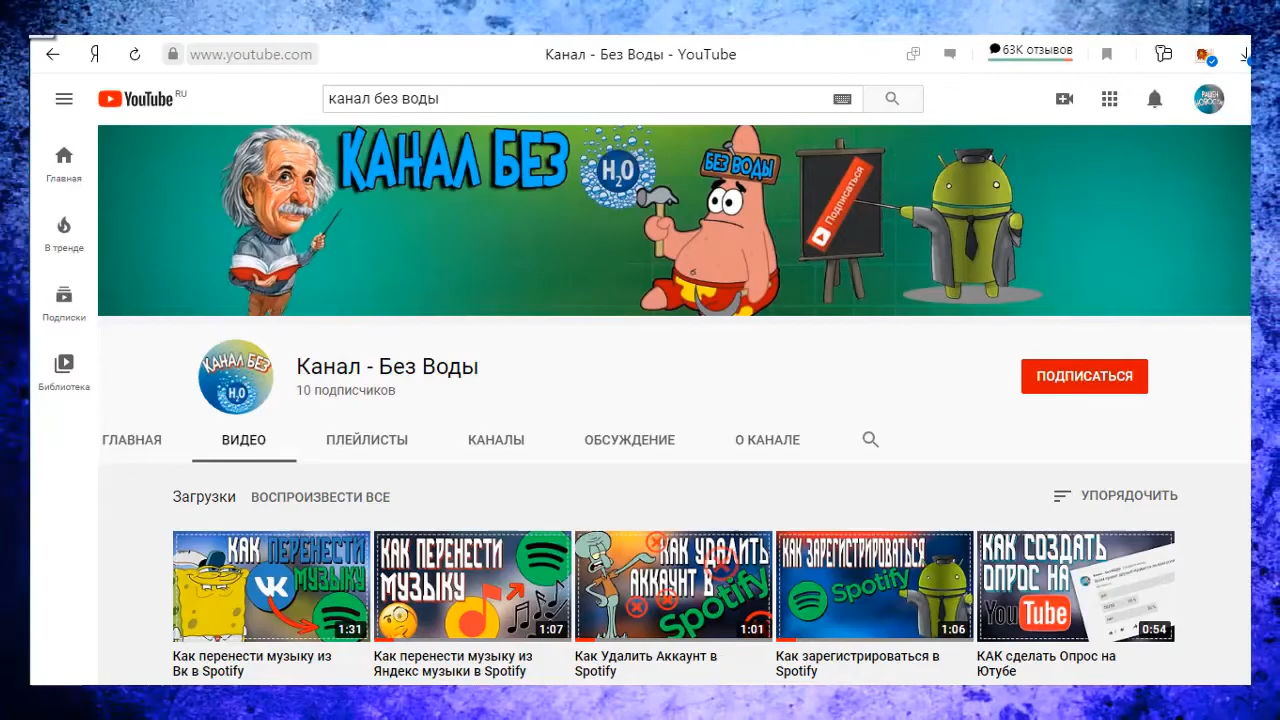 Я
www.youtube.com
Канал - Без Воды - YouTube
63K отзывов
YouTube RU
канал без воды
РАШЕН
НОВОСТИ
Главная
В тренде
Подписки
Библиотека
КАНАЛ БЕЗ
H2O
БЕЗ ВОДЫ
Подписаться
КАНАЛ БЕЗ
H2O
Канал - Без Воды
10 подписчиков
ПОДПИСАТЬСЯ
ГЛАВНАЯ
ВИДЕО
ПЛЕЙЛИСТЫ
КАНАЛЫ
ОБСУЖДЕНИЕ
О КАНАЛЕ
Загрузки
ВОСПРОИЗВЕСТИ ВСЕ
УПОРЯДОЧИТЬ
КАК ПЕРЕНЕСТИ
МУЗЫКУ
1:31
КАК ПЕРЕНЕСТИ
МУЗЫКУ
1:07
КАК УДАЛИТЬ
АККАУНТ В
Spotify
1:01
КАК ЗАРЕГИСТРИРОВАТЬСЯ
Spotify
1:06
КАК СОЗДАТЬ
ОПРОС НА
YouTube
0:54
Как перенести музыку из
Вк в Spotify
Как перенести музыку из
Яндекс музыки в Spotify
Как Удалить Аккаунт в
Spotify
Как зарегистрироваться в
Spotify
КАК сделать Опрос на
Ютубе